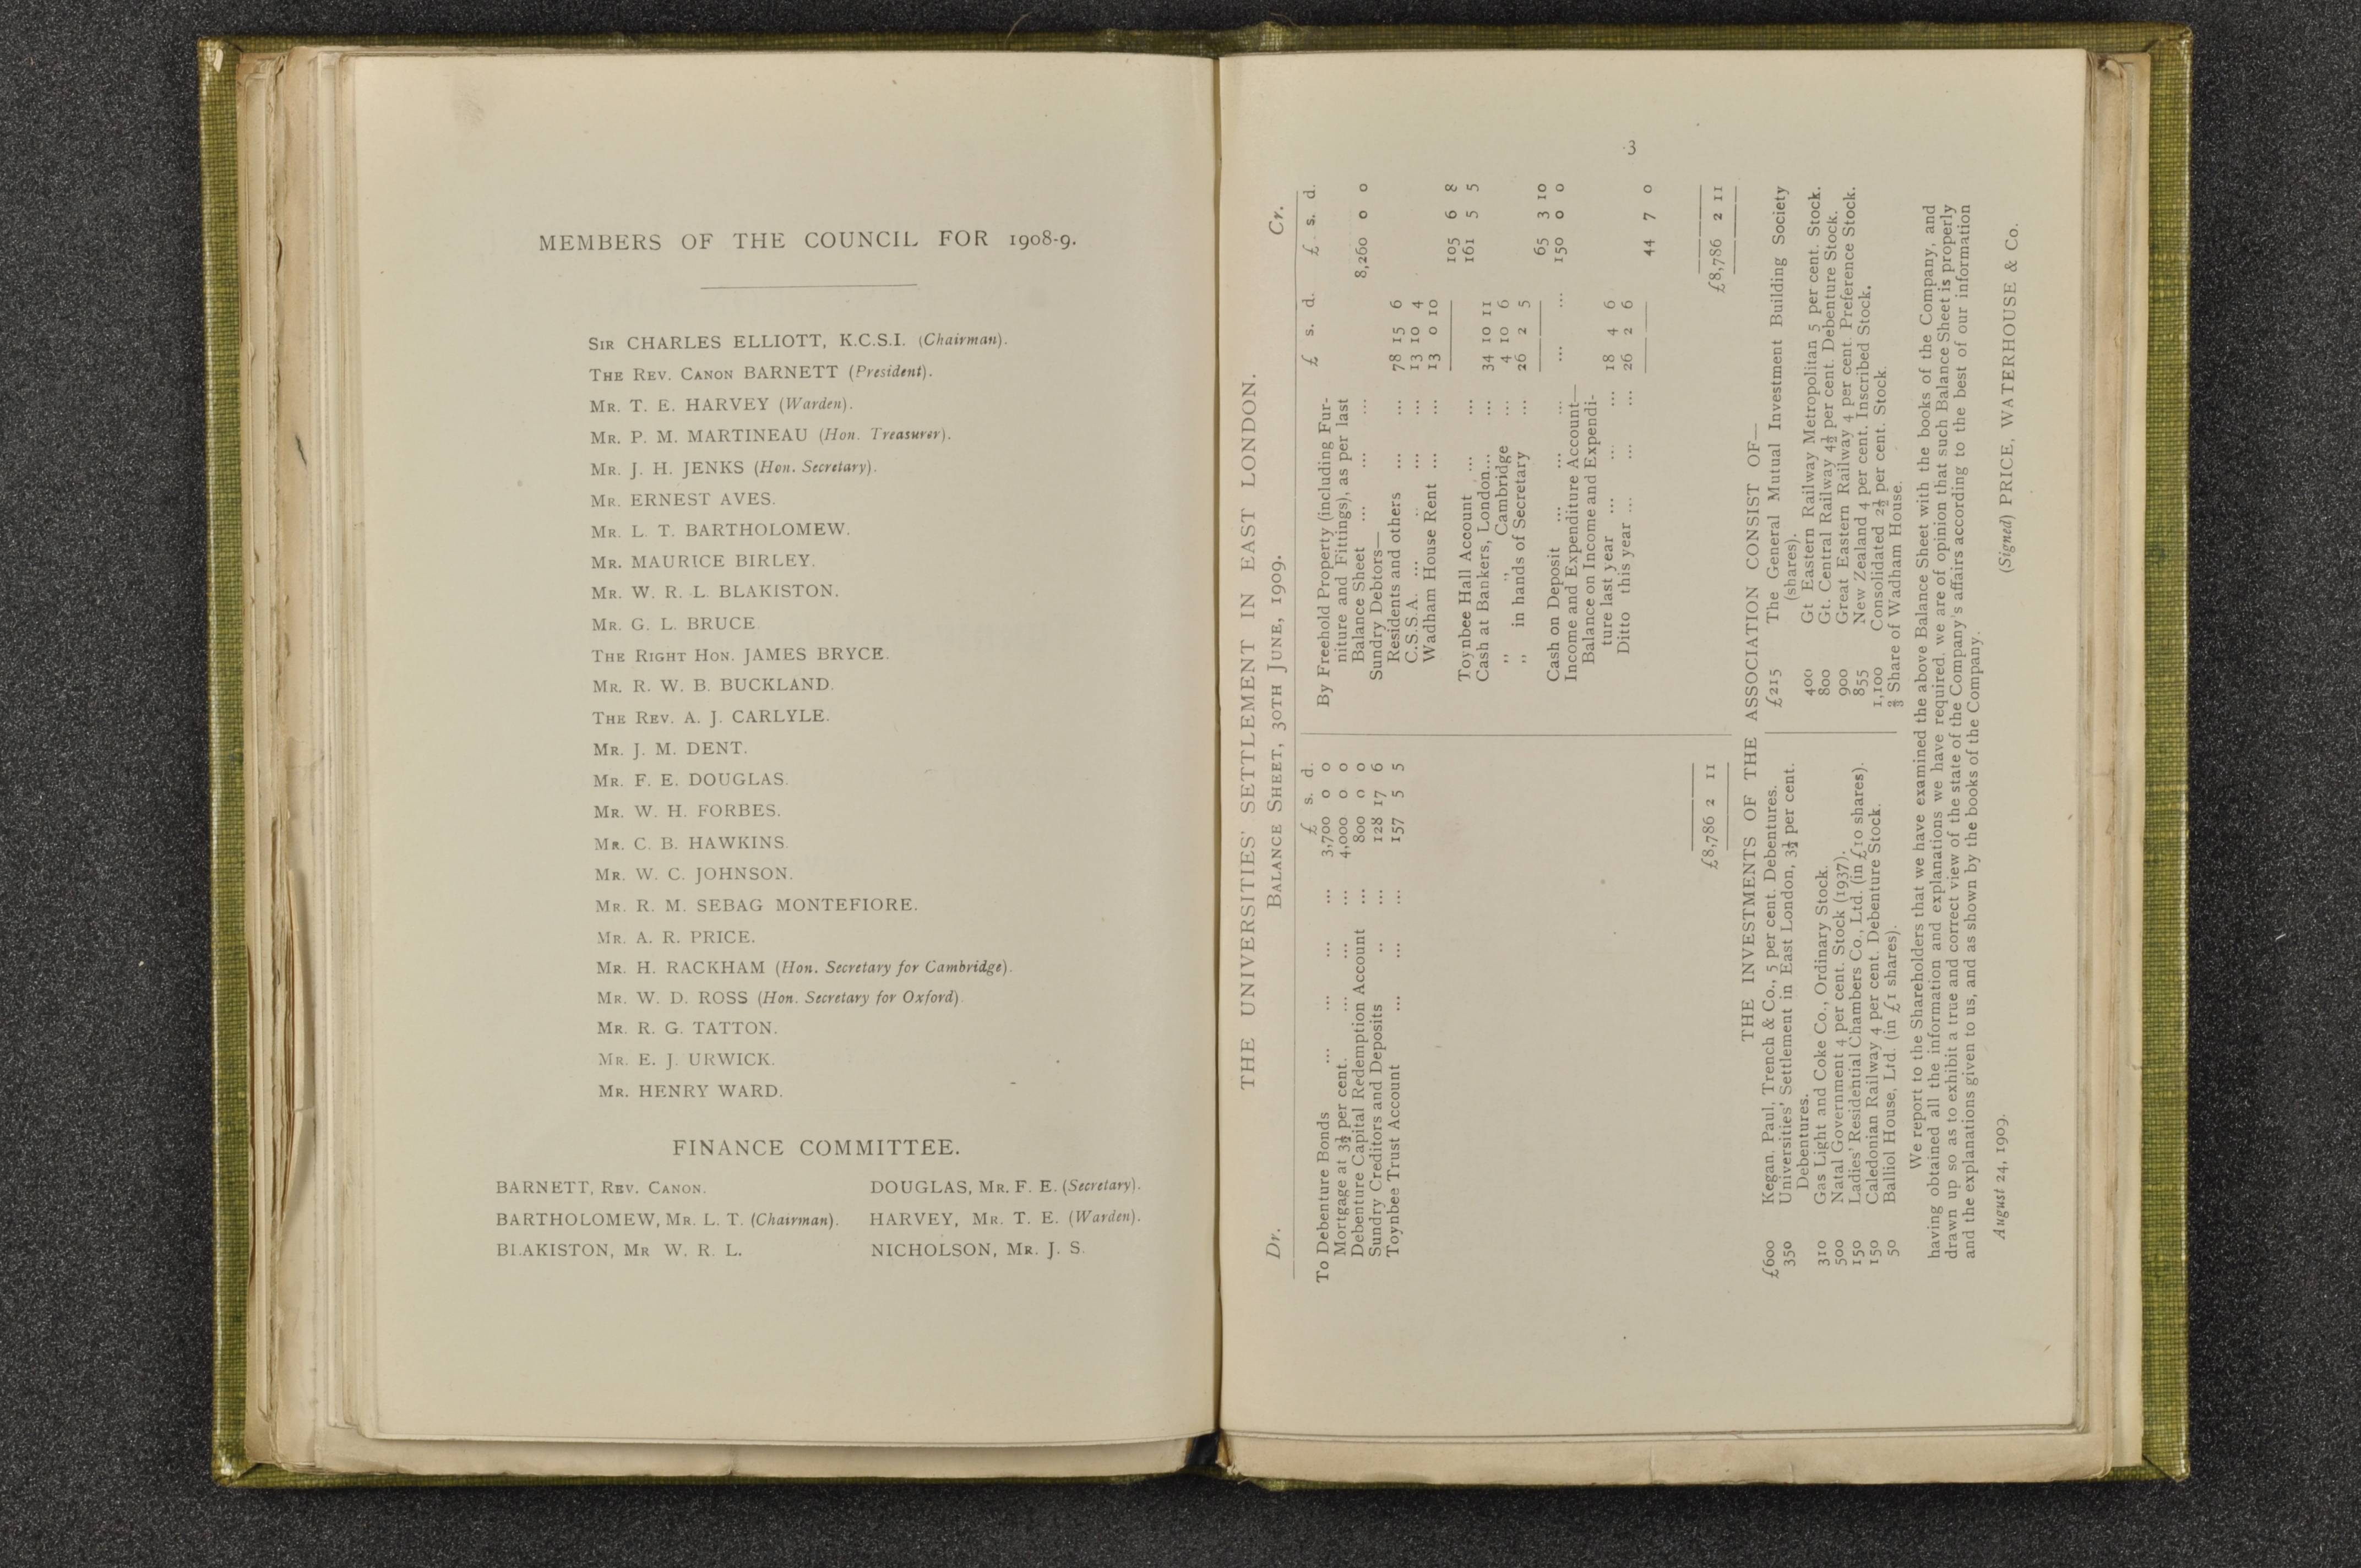 MEMBERS OF THE COUNCIL FOR 1908-9.
SIR CHARLES ELLIOTT, K.C.S.I. (Chairman).
THE REV. CANON BARNETT (President).
MR. T. E. HARVEY (Warden).
MR. P. M. MARTINEAU (Hon. Treasurer).
MR. J. H. JENKS (Hon. Secretary).
MR. ERNEST AVES.
MR. L. T. BARTHOLOMEW.
MR. MAURICE BIRLEY.
MR. W. R. L. BLAKISTON.
MR. G. L. BRUCE
THE RIGHT HON. JAMES BRYCE.
MR. R. W. B. BUCKLAND.
THE REV. A. J. CARLYLE.
MR. J. M. DENT.
MR. F. E. DOUGLAS.
MR. W. H. FORBES.
MR. C. B. HAWKINS.
MR. W. C. JOHNSON.
MR. R. M. SEBAG MONTEFIORE.
MR. A. R. PRICE.
MR. H. RACKHAM (Hon. Secretary for Cambridge).
MR. W. D. ROSS (Hon. Secretary for Oxford).
MR. R. G. TATTON.
MR. E. J. URWICK.
MR. HENRY WARD.
FINANCE COMMITTEE.
BARNETT, REV. CANON.
BARTHOLOMEW, MR. L. T. (Chairman).
BLAKISTON, MR W. R. L.
DOUGLAS, MR. F. E. (Secretary).
HARVEY, MR. T. E. (Warden).
NICHOLSON, MR. J. S.
3
THE UNIVERSITIES' SETTLEMENT IN EAST LONDON.
Dr. BALANCE SHEET, 30TH JUNE, 1909. Cr.
£ s. d.
To Debenture Bonds ... ... ... ... 3,700 0 0
Mortgage at 3½ per cent. ... ... ... 4,000 0 0
Debenture Capital Redemption Account ... 800 0 0
Sundry Creditors and Deposits .. ... 128 17 6
Toynbee Trust Account ... ... ... 157 5 5
£8,786 2 11
£ s. d. £ s. d.
By Freehold Property (including Fur-
niture and Fittings), as per last
Balance Sheet ... ... ... 8,260 0 0
Sundry Debtors—
Residents and others ... ... 78 15 6
C.S.S.A. ... .. ... ... 13 10 4
Wadham House Rent ... ... 13 0 10
105 6 8
Toynbee Hall Account ... ... 161 5 5
Cash at Bankers, London... ... 34 10 11
„ „ Cambridge ... 4 10 6
„ in hands of Secretary ... 26 2 5
65 3 10
Cash on Deposit ... ... ... ... ... 150 0 0
Income and Expenditure Account—
Balance on Income and Expendi-
ture last year ... ... ... 18 4 6
Ditto this year ... ... ... 26 2 6
44 7 0
£8,786 2 11
THE INVESTMENTS OF THE ASSOCIATION CONSIST OF—
£600 Kegan, Paul, Trench & Co., 5 per cent. Debentures.
350 Universities' Settlement in East London, 3½ per cent.
Debentures.
310 Gas Light and Coke Co., Ordinary Stock.
500 Natal Government 4 per cent. Stock (1937).
150 Ladies' Residential Chambers Co., Ltd. (in £10 shares).
150 Caledonian Railway 4 per cent. Debenture Stock.
50 Balliol House, Ltd. (in £1 shares).
£215 The General Mutual Investment Building Society
(shares).
400 Gt Eastern Railway Metropolitan 5 per cent. Stock.
800 Gt. Central Railway 4½ per cent. Debenture Stock.
900 Great Eastern Railway 4 per cent. Preference Stock.
855 New Zealand 4 per cent. Inscribed Stock.
1,100 Consolidated 2½ per cent. Stock.
⅔ Share of Wadham House.
We report to the Shareholders that we have examined the above Balance Sheet with the books of the Company, and
having obtained all the information and explanations we have required, we are of opinion that such Balance Sheet is properly
drawn up so as to exhibit a true and correct view of the state of the Company's affairs according to the best of our information
and the explanations given to us, and as shown by the books of the Company.
(Signed) PRICE, WATERHOUSE & Co.
August 24, 1909.